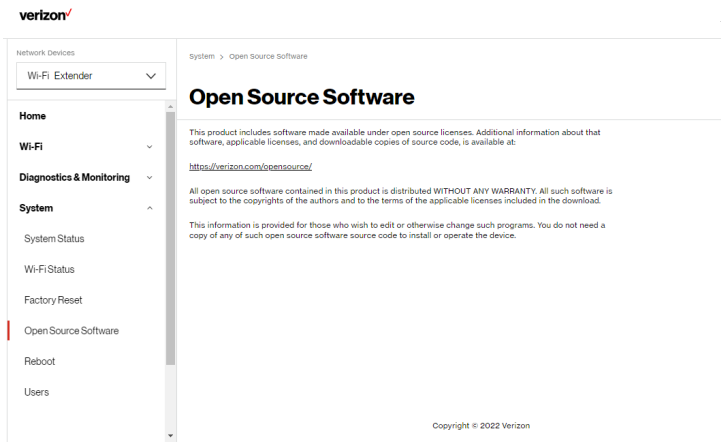 verizon✓
Network Devices
Wi-Fi Extender
Home
Wi-Fi
Diagnostics & Monitoring
System
System Status
Wi-Fi Status
Factory Reset
Open Source Software
Reboot
Users
System > Open Source Software
Open Source Software
This product includes software made available under open source licenses. Additional information about that
software, applicable licenses, and downloadable copies of source code, is available at:
https://verizon.com/opensource/
All open source software contained in this product is distributed WITHOUT ANY WARRANTY. All such software is
subject to the copyrights of the authors and to the terms of the applicable licenses included in the download.
This information is provided for those who wish to edit or otherwise change such programs. You do not need a
copy of any of such open source software source code to install or operate the device.
Copyright © 2022 Verizon